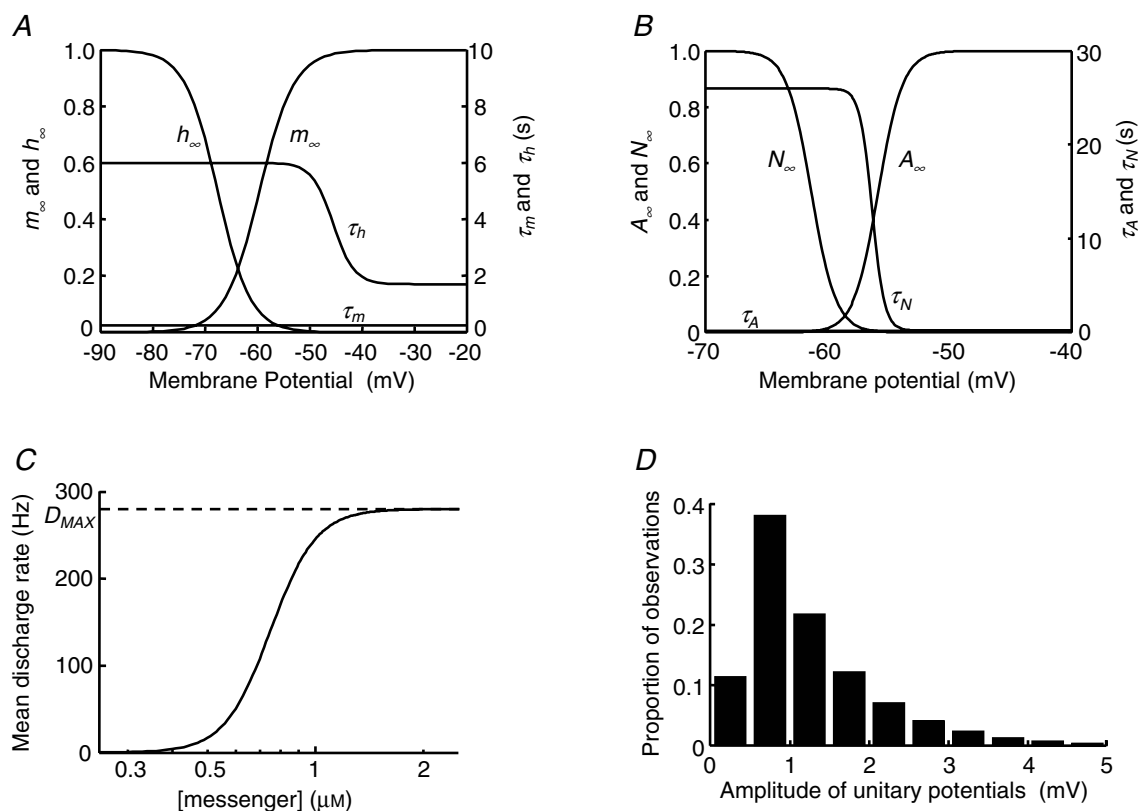 A
1.0
0.8
0.6
0.4
0.2
0
10
8
6
4
2
0
h∞
m∞
τh
τm
m∞ and h∞
τm and τh (s)
-90 -80 -70 -60 -50 -40 -30 -20
Membrane Potential (mV)
B
1.0
0.8
0.6
0.4
0.2
0
30
20
10
0
N∞
A∞
τN
τA
A∞ and N∞
τA and τN (s)
-70 -60 -50 -40
Membrane potential (mV)
C
300
DMAX
200
100
0
Mean discharge rate (Hz)
0.3 0.5 1 2
[messenger] (μM)
D
0.4
0.3
0.2
0.1
0
Proportion of observations
0 1 2 3 4 5
Amplitude of unitary potentials (mV)